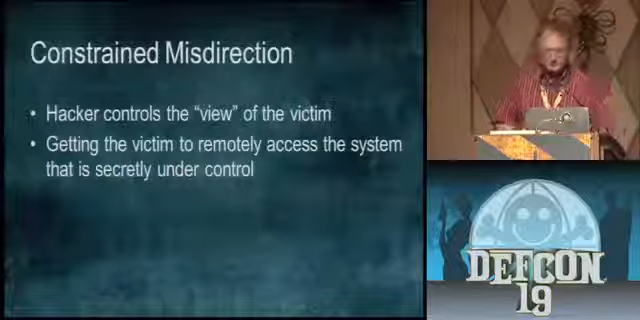 Constrained Misdirection
• Hacker controls the “view” of the victim
• Getting the victim to remotely access the system
that is secretly under control
DEFCON
19